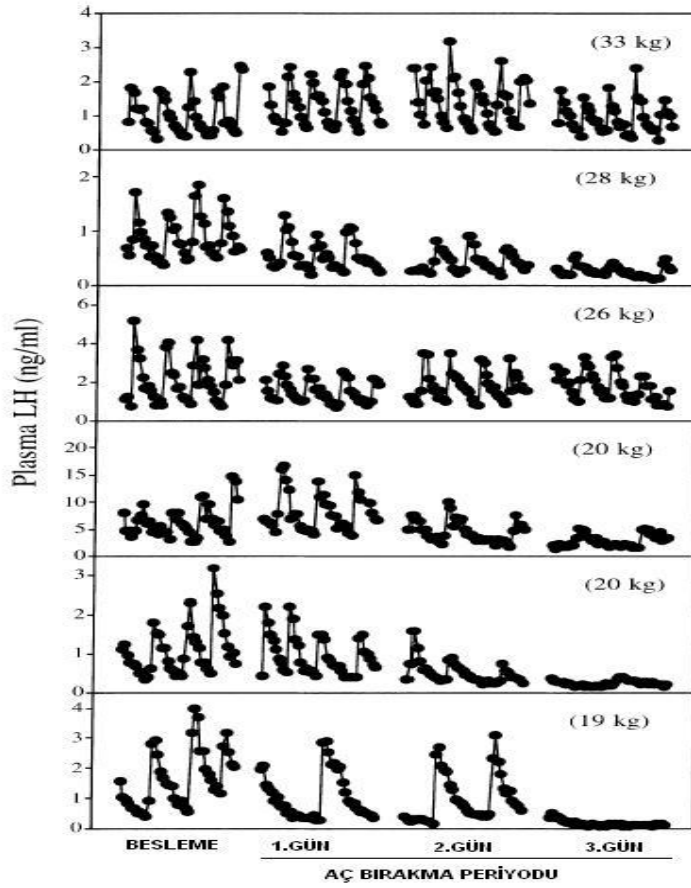 Plasma LH (ng/ml)
4
3
2
1
0
(33 kg)
2
1
0
(28 kg)
6
4
2
0
(26 kg)
20
15
10
5
0
(20 kg)
3
2
1
0
(20 kg)
4
3
2
1
0
(19 kg)
BESLEME 1.GÜN 2.GÜN 3.GÜN
AÇ BIRAKMA PERİYODU